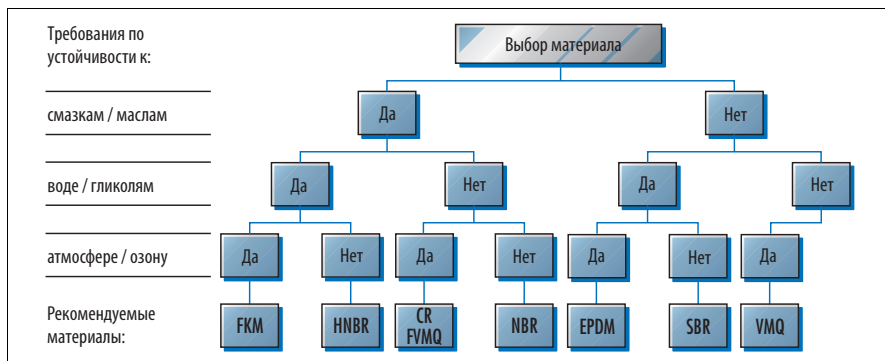 Требования по
устойчивости к:
Выбор материала
смазкам / маслам
Да
Нет
воде / гликолям
Да
Нет
Да
Нет
атмосфере / озону
Да
Нет
Да
Нет
Да
Нет
Да
Рекомендуемые
материалы:
FKM
HNBR
CR
FVMQ
NBR
EPDM
SBR
VMQ